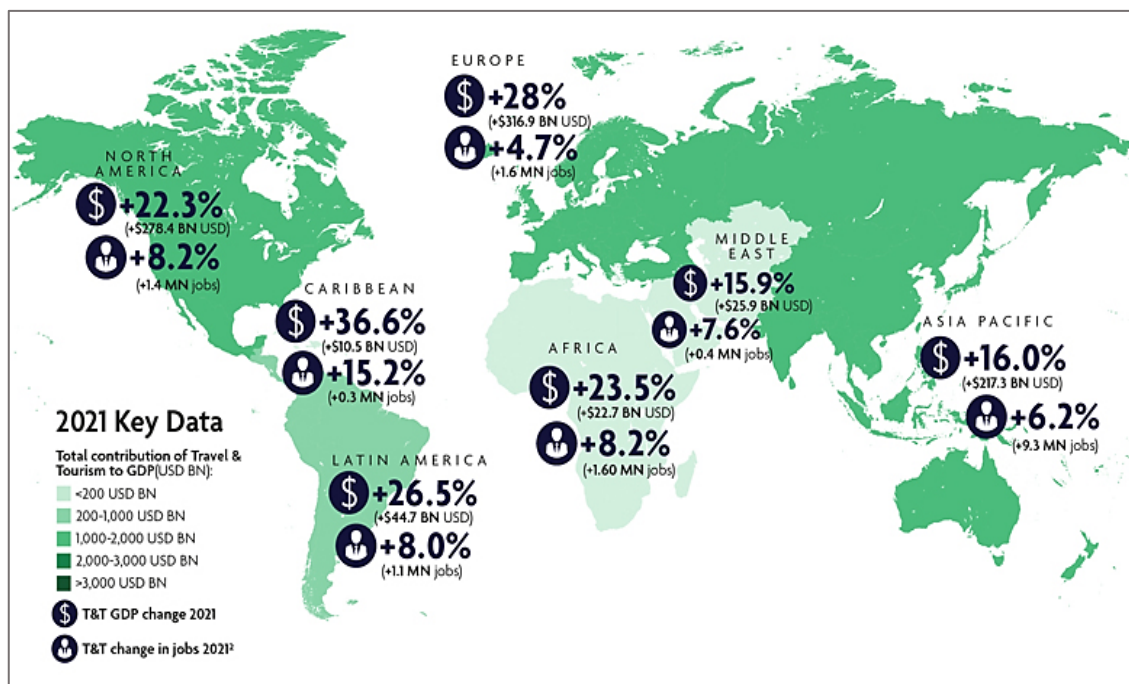 EUROPE
+28%
(+$316.9 BN USD)
+4.7%
(+1.6 MN jobs)
NORTH
AMERICA
+22.3%
(+$278.4 BN USD)
+8.2%
(+1.4 MN jobs)
CARIBBEAN
+36.6%
(+$10.5 BN USD)
+15.2%
(+0.3 MN jobs)
MIDDLE
EAST
+15.9%
(+$25.9 BN USD)
+7.6%
(+0.4 MN jobs)
AFRICA
+23.5%
(+$22.7 BN USD)
+8.2%
(+1.60 MN jobs)
ASIA PACIFIC
+16.0%
(+$217.3 BN USD)
+6.2%
(+9.3 MN jobs)
LATIN AMERICA
+26.5%
(+$44.7 BN USD)
+8.0%
(+1.1 MN jobs)
2021 Key Data
Total contribution of Travel &
Tourism to GDP(USD BN):
<200 USD BN
200-1,000 USD BN
1,000-2,000 USD BN
2,000-3,000 USD BN
>3,000 USD BN
$ T&T GDP change 2021
T&T change in jobs 2021²